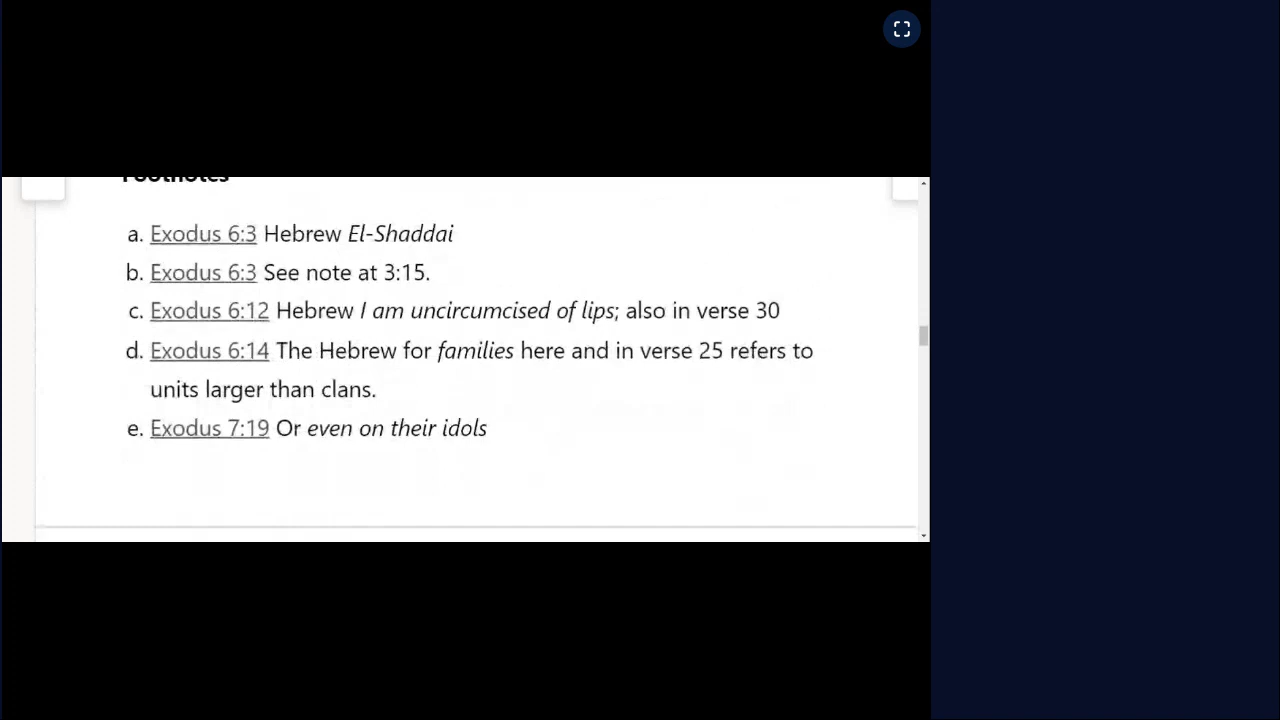 Footnotes
a. Exodus 6:3 Hebrew El-Shaddai
b. Exodus 6:3 See note at 3:15.
c. Exodus 6:12 Hebrew I am uncircumcised of lips; also in verse 30
d. Exodus 6:14 The Hebrew for families here and in verse 25 refers to
units larger than clans.
e. Exodus 7:19 Or even on their idols